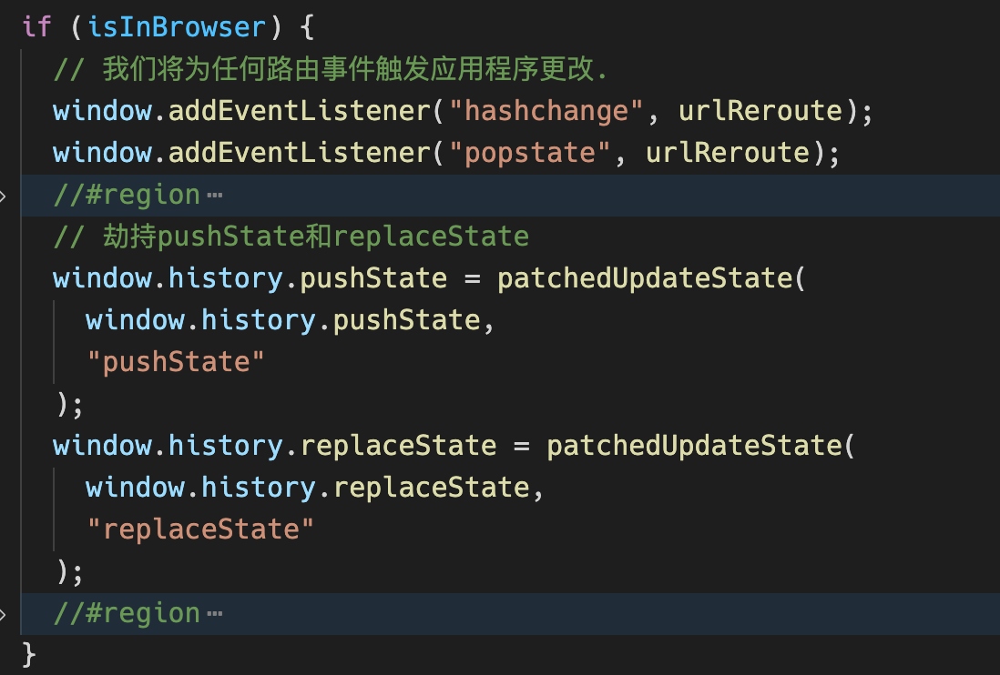 if (isInBrowser) {
// 我们将为任何路由事件触发应用程序更改.
window.addEventListener("hashchange", urlReroute);
window.addEventListener("popstate", urlReroute);
//#region⋯
// 劫持pushState和replaceState
window.history.pushState = patchedUpdateState(
window.history.pushState,
"pushState"
);
window.history.replaceState = patchedUpdateState(
window.history.replaceState,
"replaceState"
);
//#region⋯
}